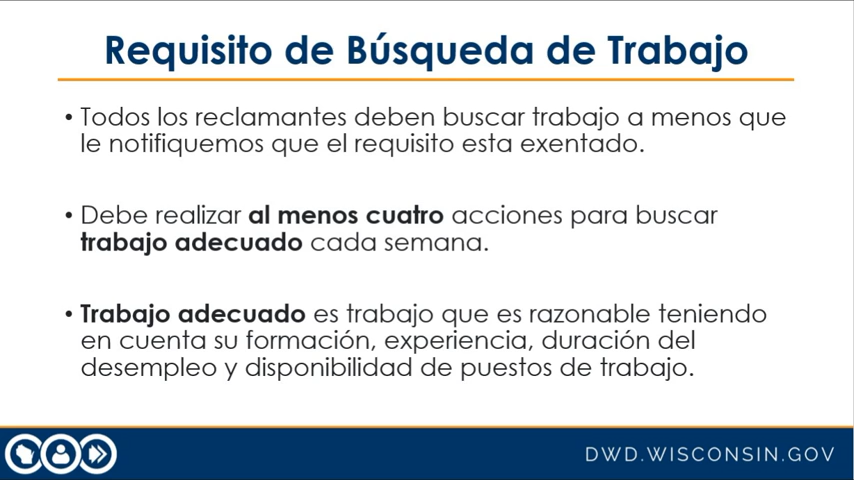 Requisito de Búsqueda de Trabajo
• Todos los reclamantes deben buscar trabajo a menos que
le notifiquemos que el requisito esta exentado.
• Debe realizar al menos cuatro acciones para buscar
trabajo adecuado cada semana.
• Trabajo adecuado es trabajo que es razonable teniendo
en cuenta su formación, experiencia, duración del
desempleo y disponibilidad de puestos de trabajo.
DWD.WISCONSIN.GOV